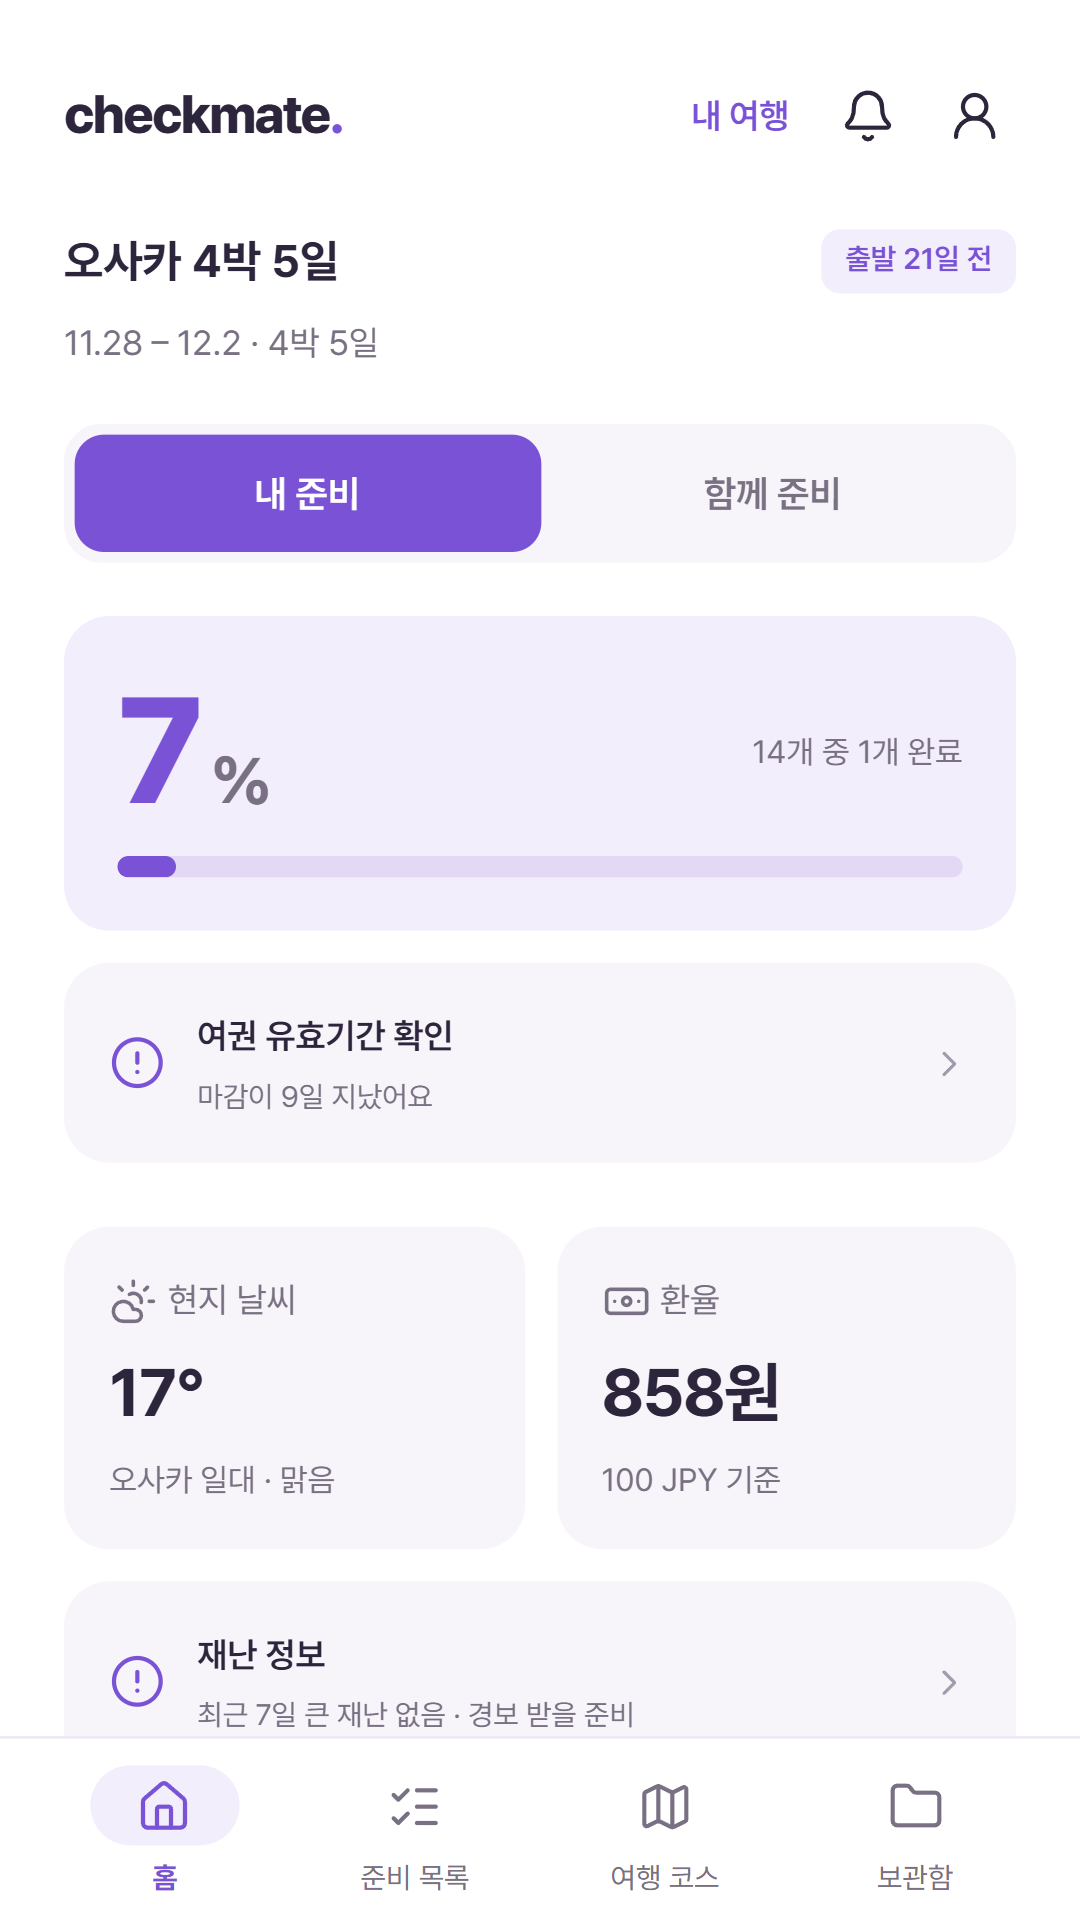 checkmate.
내 여행
오사카 4박 5일
출발 21일 전
11.28 – 12.2 · 4박 5일
내 준비
함께 준비
7%
14개 중 1개 완료
여권 유효기간 확인
마감이 9일 지났어요
현지 날씨
17°
오사카 일대 · 맑음
환율
858원
100 JPY 기준
재난 정보
최근 7일 큰 재난 없음 · 경보 받을 준비
홈
준비 목록
여행 코스
보관함